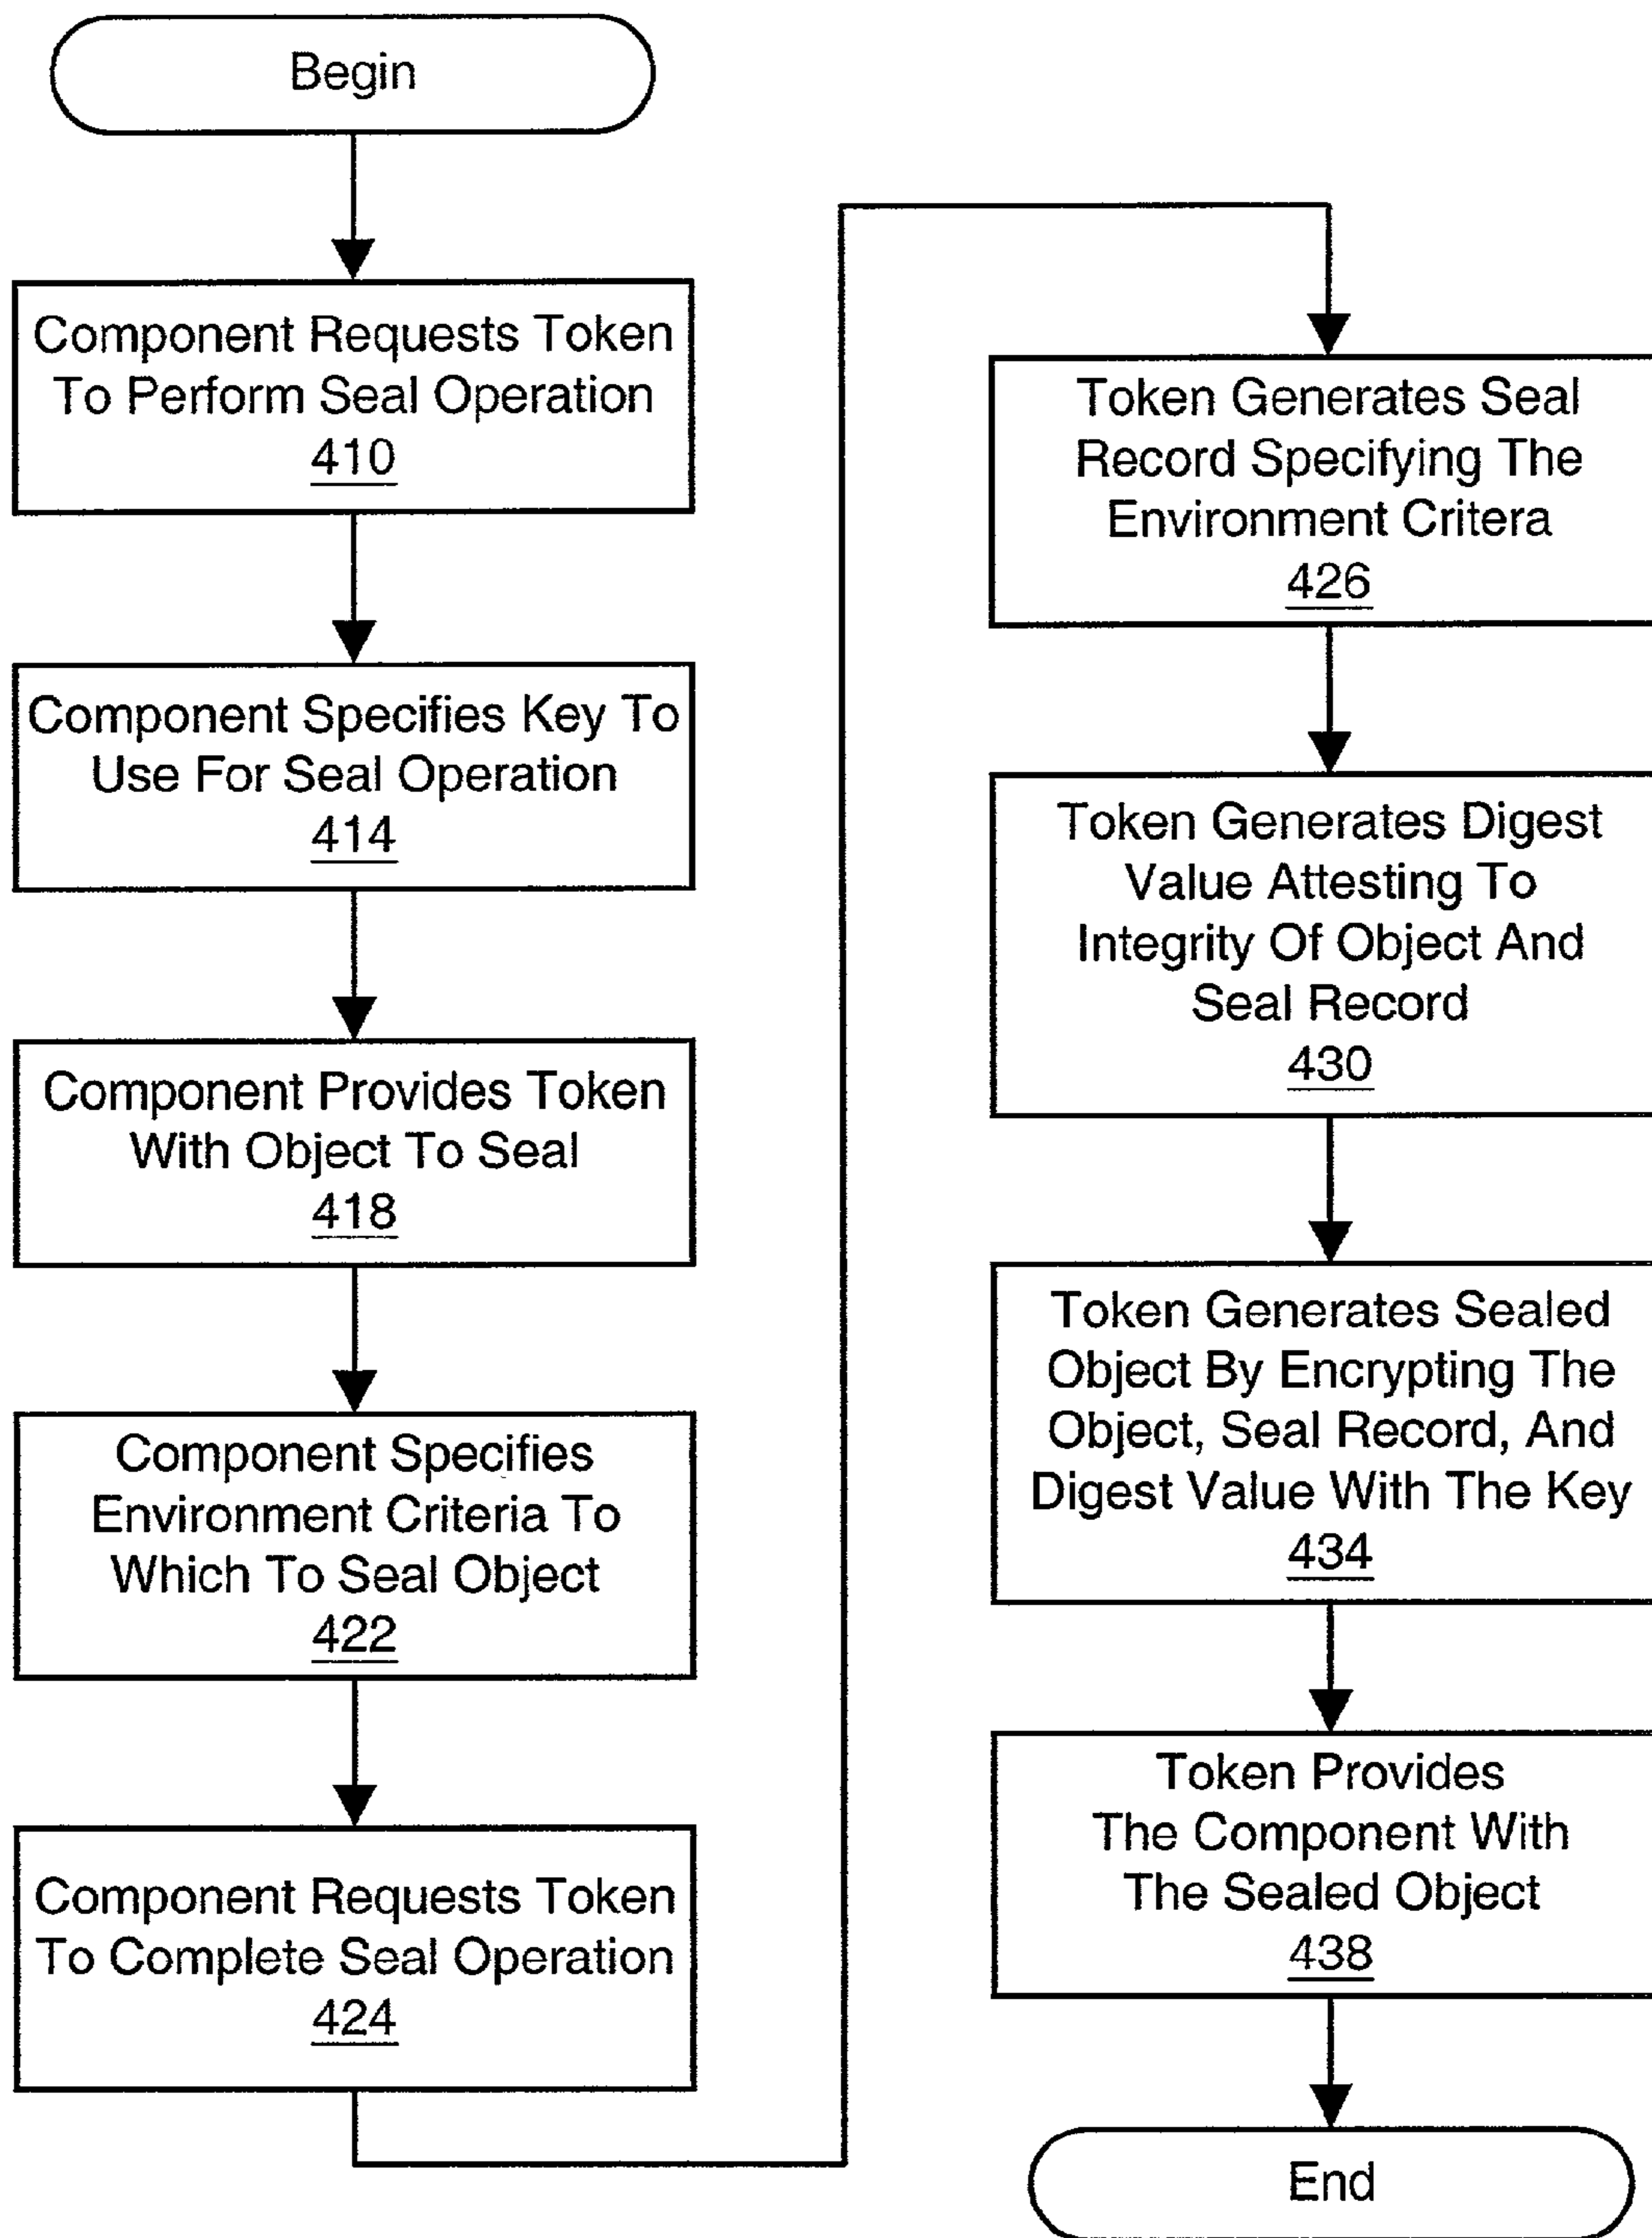 Begin
Component Requests Token
To Perform Seal Operation
410
Component Specifies Key To
Use For Seal Operation
414
Component Provides Token
With Object To Seal
418
Component Specifies
Environment Criteria To
Which To Seal Object
422
Component Requests Token
To Complete Seal Operation
424
Token Generates Seal
Record Specifying The
Environment Critera
426
Token Generates Digest
Value Attesting To
Integrity Of Object And
Seal Record
430
Token Generates Sealed
Object By Encrypting The
Object, Seal Record, And
Digest Value With The Key
434
Token Provides
The Component With
The Sealed Object
438
End